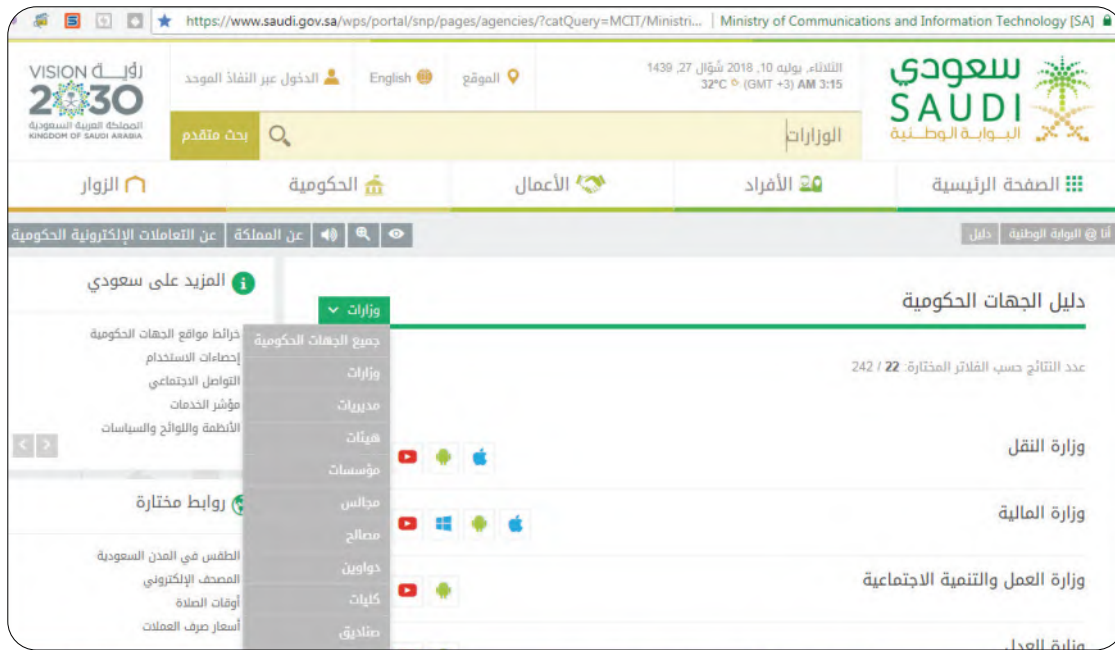 https://www.saudi.gov.sa/wps/portal/snp/pages/agencies/?catQuery=MCIT/Ministri... | Ministry of Communications and Information Technology [SA]
سعودي
SAUDI
البـــوابــة الوطــنية
الثلاثاء, يوليه 10, 2018 شوّال 27, 1439
32°C (GMT +3) AM 3:15
الموقع
English
الدخول عبر النفاذ الموحد
VISION رؤيــــة
2030
المملكة العربية السعودية
KINGDOM OF SAUDI ARABIA
الوزارات
بحث متقدم
الصفحة الرئيسية
الأفراد
الأعمال
الحكومية
الزوار
أنا @ البوابة الوطنية
دليل
عن المملكة
عن التعاملات الإلكترونية الحكومية
دليل الجهات الحكومية
وزارات
عدد النتائج حسب الفلاتر المختارة: 22 / 242
وزارة النقل
وزارة المالية
وزارة العمل والتنمية الاجتماعية
وزارة العدل
جميع الجهات الحكومية
وزارات
مديريات
هيئات
مؤسسات
مجالس
مصالح
دواوين
كليات
صناديق
المزيد على سعودي
خرائط مواقع الجهات الحكومية
إحصاءات الاستخدام
التواصل الاجتماعي
مؤشر الخدمات
الأنظمة واللوائح والسياسات
روابط مختارة
الطقس في المدن السعودية
المصحف الإلكتروني
أوقات الصلاة
أسعار صرف العملات